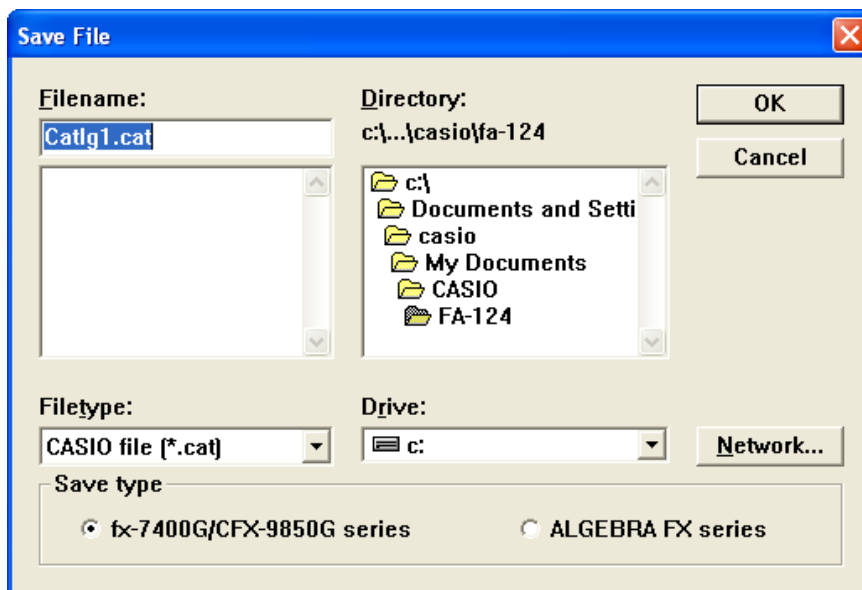 Save File
Filename:
Catlg1.cat
Directory:
c:\...\casio\fa-124
c:\
Documents and Setti
casio
My Documents
CASIO
FA-124
OK
Cancel
Filetype:
CASIO file (*.cat)
Drive:
c:
Network...
Save type
fx-7400G/CFX-9850G series
ALGEBRA FX series